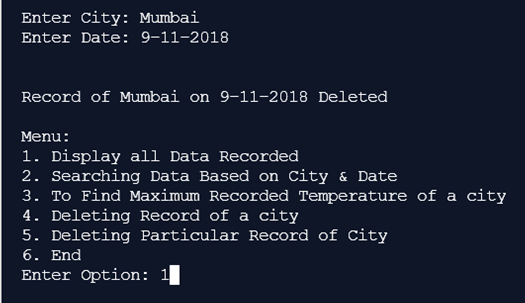 Enter City: Mumbai
Enter Date: 9-11-2018
Record of Mumbai on 9-11-2018 Deleted
Menu:
1. Display all Data Recorded
2. Searching Data Based on City & Date
3. To Find Maximum Recorded Temperature of a city
4. Deleting Record of a city
5. Deleting Particular Record of City
6. End
Enter Option: 1